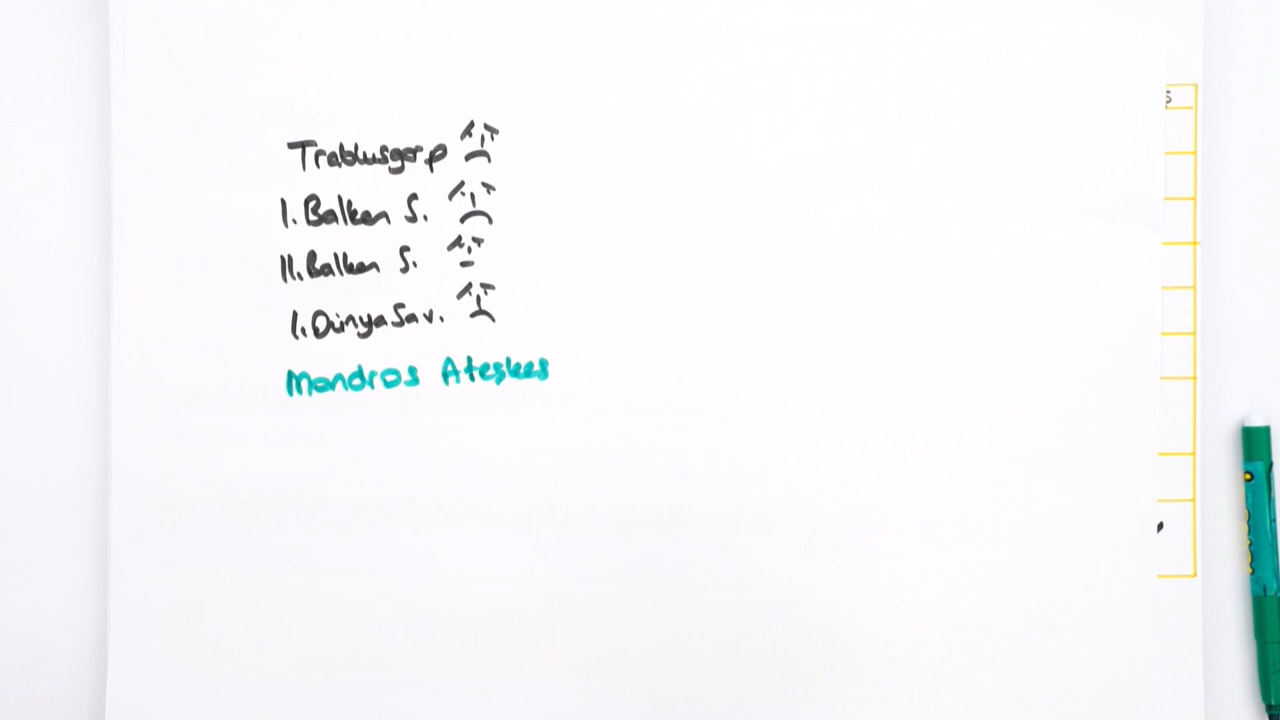 Trablusgarp
I. Balkan S.
II. Balkan S.
I. Dünya Sav.
Mondros Ateşkes